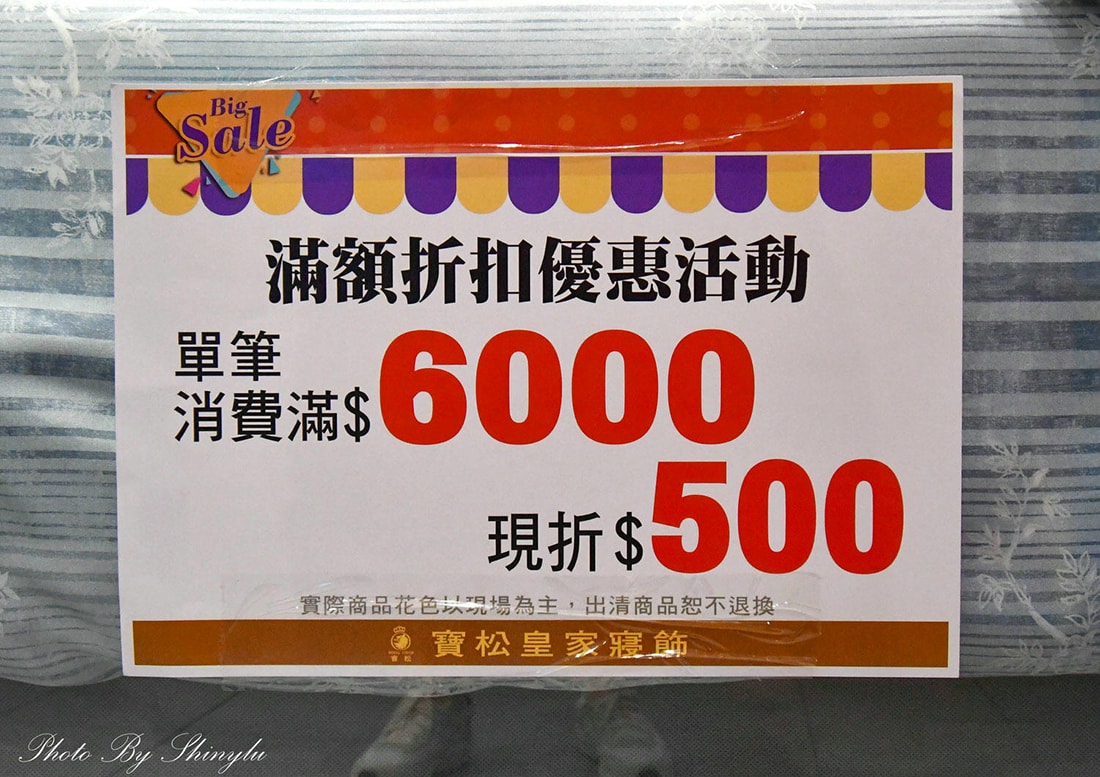 Big
Sale
滿額折扣優惠活動
單筆
消費滿$6000
現折$500
實際商品花色以現場為主，出清商品恕不退換
寶松皇家寢飾
寶松
Photo By Shinylu